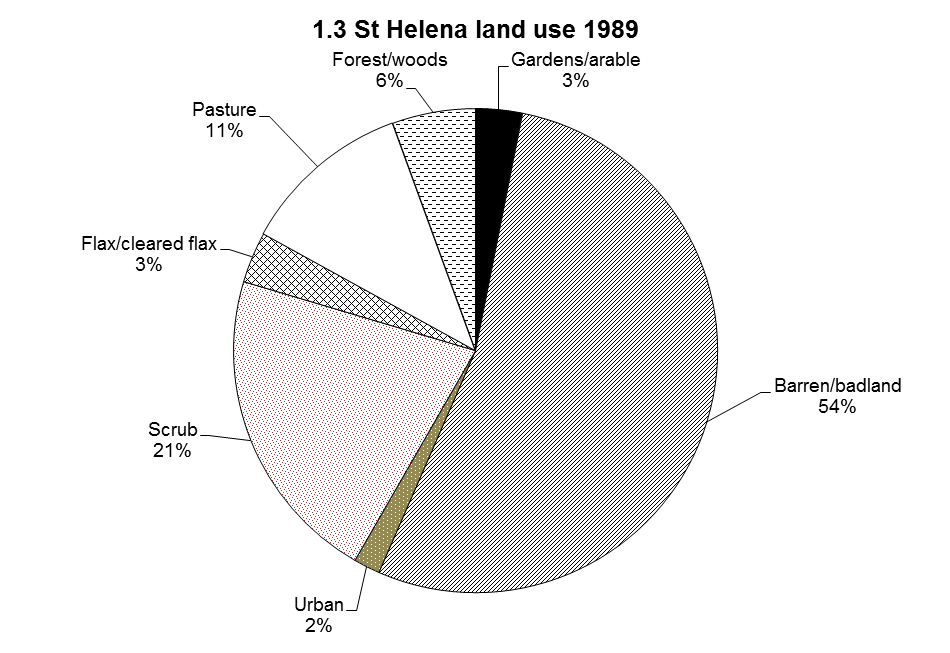 1.3 St Helena land use 1989
Forest/woods
6%
Gardens/arable
3%
Pasture
11%
Flax/cleared flax
3%
Barren/badland
54%
Scrub
21%
Urban
2%